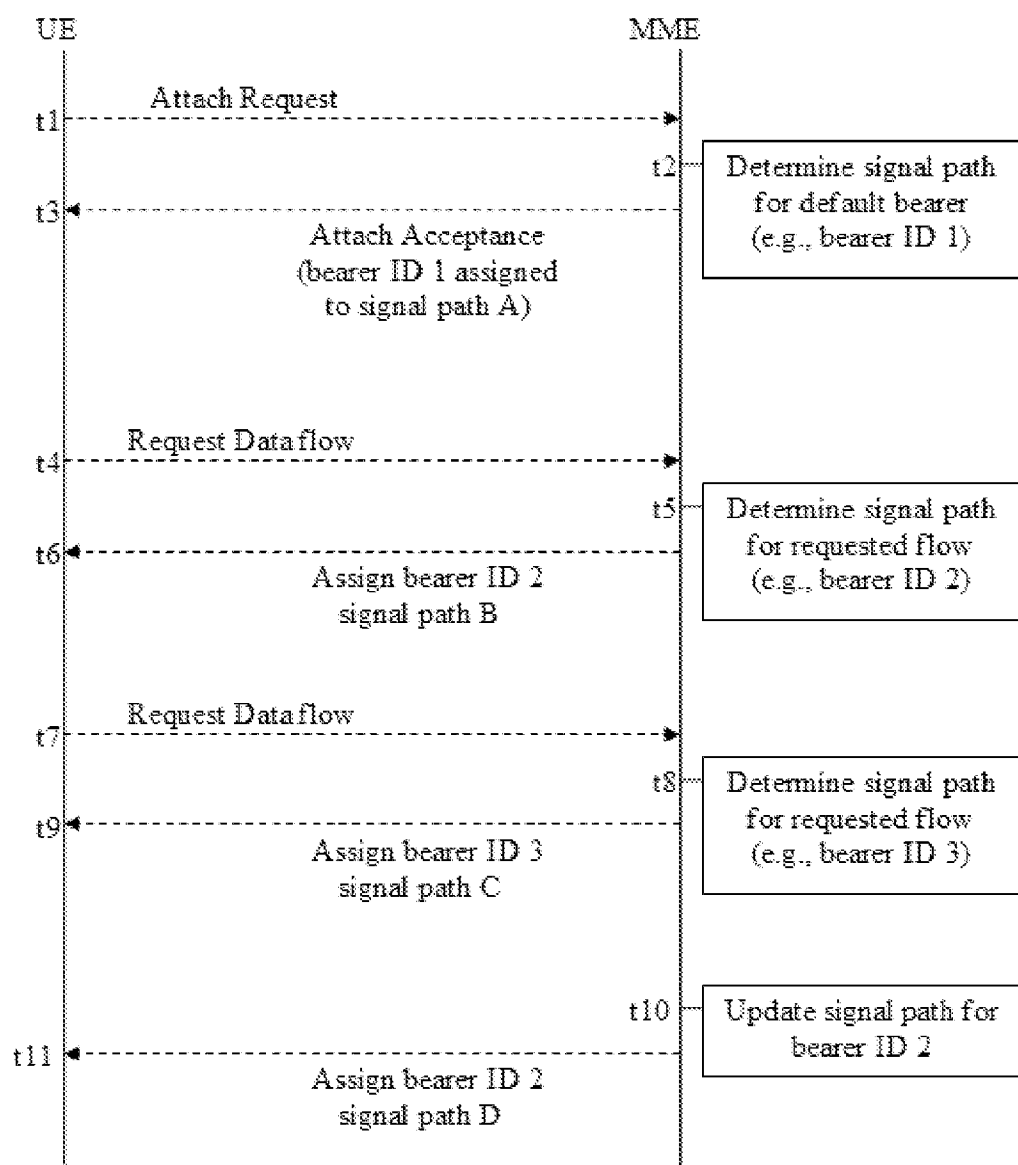 UE
MME
Attach Request
t1
t2
Determine signal path
for default bearer
(e.g., bearer ID 1)
t3
Attach Acceptance
(bearer ID 1 assigned
to signal path A)
Request Data flow
t4
t5
Determine signal path
for requested flow
(e.g., bearer ID 2)
t6
Assign bearer ID 2
signal path B
Request Data flow
t7
t8
Determine signal path
for requested flow
(e.g., bearer ID 3)
t9
Assign bearer ID 3
signal path C
t10
Update signal path for
bearer ID 2
t11
Assign bearer ID 2
signal path D